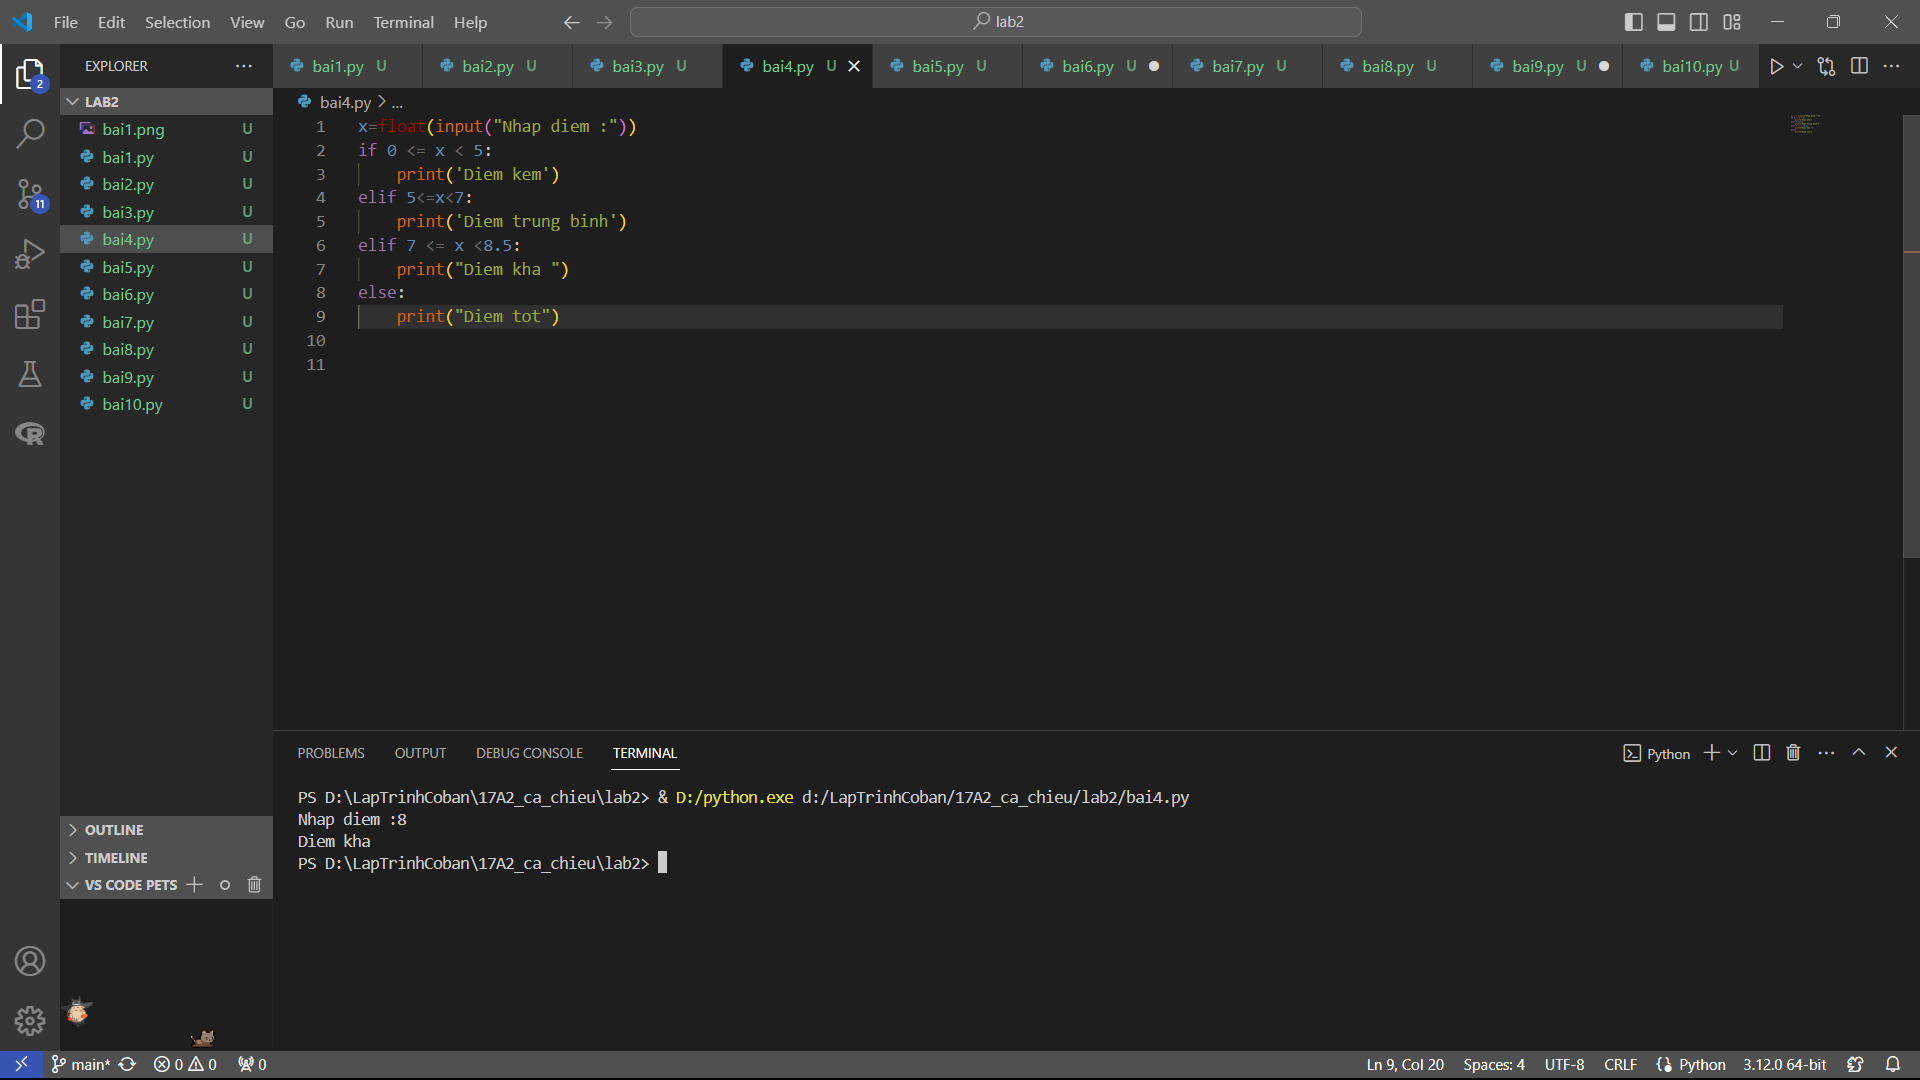 File Edit Selection View Go Run Terminal Help
lab2
EXPLORER
bai1.py U bai2.py U bai3.py U bai4.py U bai5.py U bai6.py U bai7.py U bai8.py U bai9.py U bai10.py U
2
LAB2
bai1.png U
bai1.py U
bai2.py U
bai3.py U
bai4.py U
bai5.py U
bai6.py U
bai7.py U
bai8.py U
bai9.py U
bai10.py U
11
bai4.py > ...
1 x=float(input("Nhap diem :"))
2 if 0 <= x < 5:
3 print('Diem kem')
4 elif 5<=x<7:
5 print('Diem trung binh')
6 elif 7 <= x <8.5:
7 print("Diem kha ")
8 else:
9 print("Diem tot")
10
11
PROBLEMS OUTPUT DEBUG CONSOLE TERMINAL
Python
PS D:\LapTrinhCoban\17A2_ca_chieu\lab2> & D:/python.exe d:/LapTrinhCoban/17A2_ca_chieu/lab2/bai4.py
Nhap diem :8
Diem kha
PS D:\LapTrinhCoban\17A2_ca_chieu\lab2>
OUTLINE
TIMELINE
VS CODE PETS
main* 0 0 0
Ln 9, Col 20 Spaces: 4 UTF-8 CRLF Python 3.12.0 64-bit